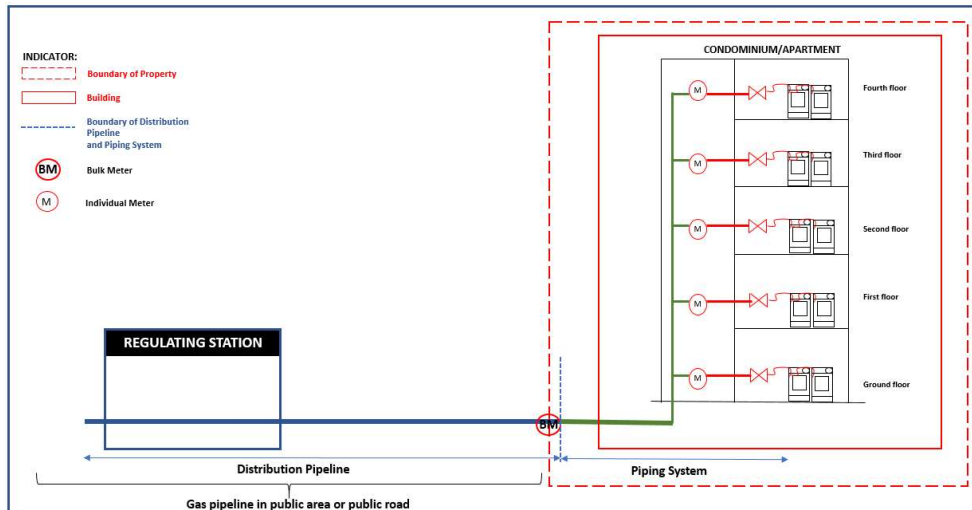 INDICATOR:
Boundary of Property
Building
Boundary of Distribution
Pipeline
and Piping System
BM
Bulk Meter
M
Individual Meter
REGULATING STATION
BM
Distribution Pipeline
Gas pipeline in public area or public road
CONDOMINIUM/APARTMENT
M
Fourth floor
M
Third floor
M
Second floor
M
First floor
M
Ground floor
Piping System